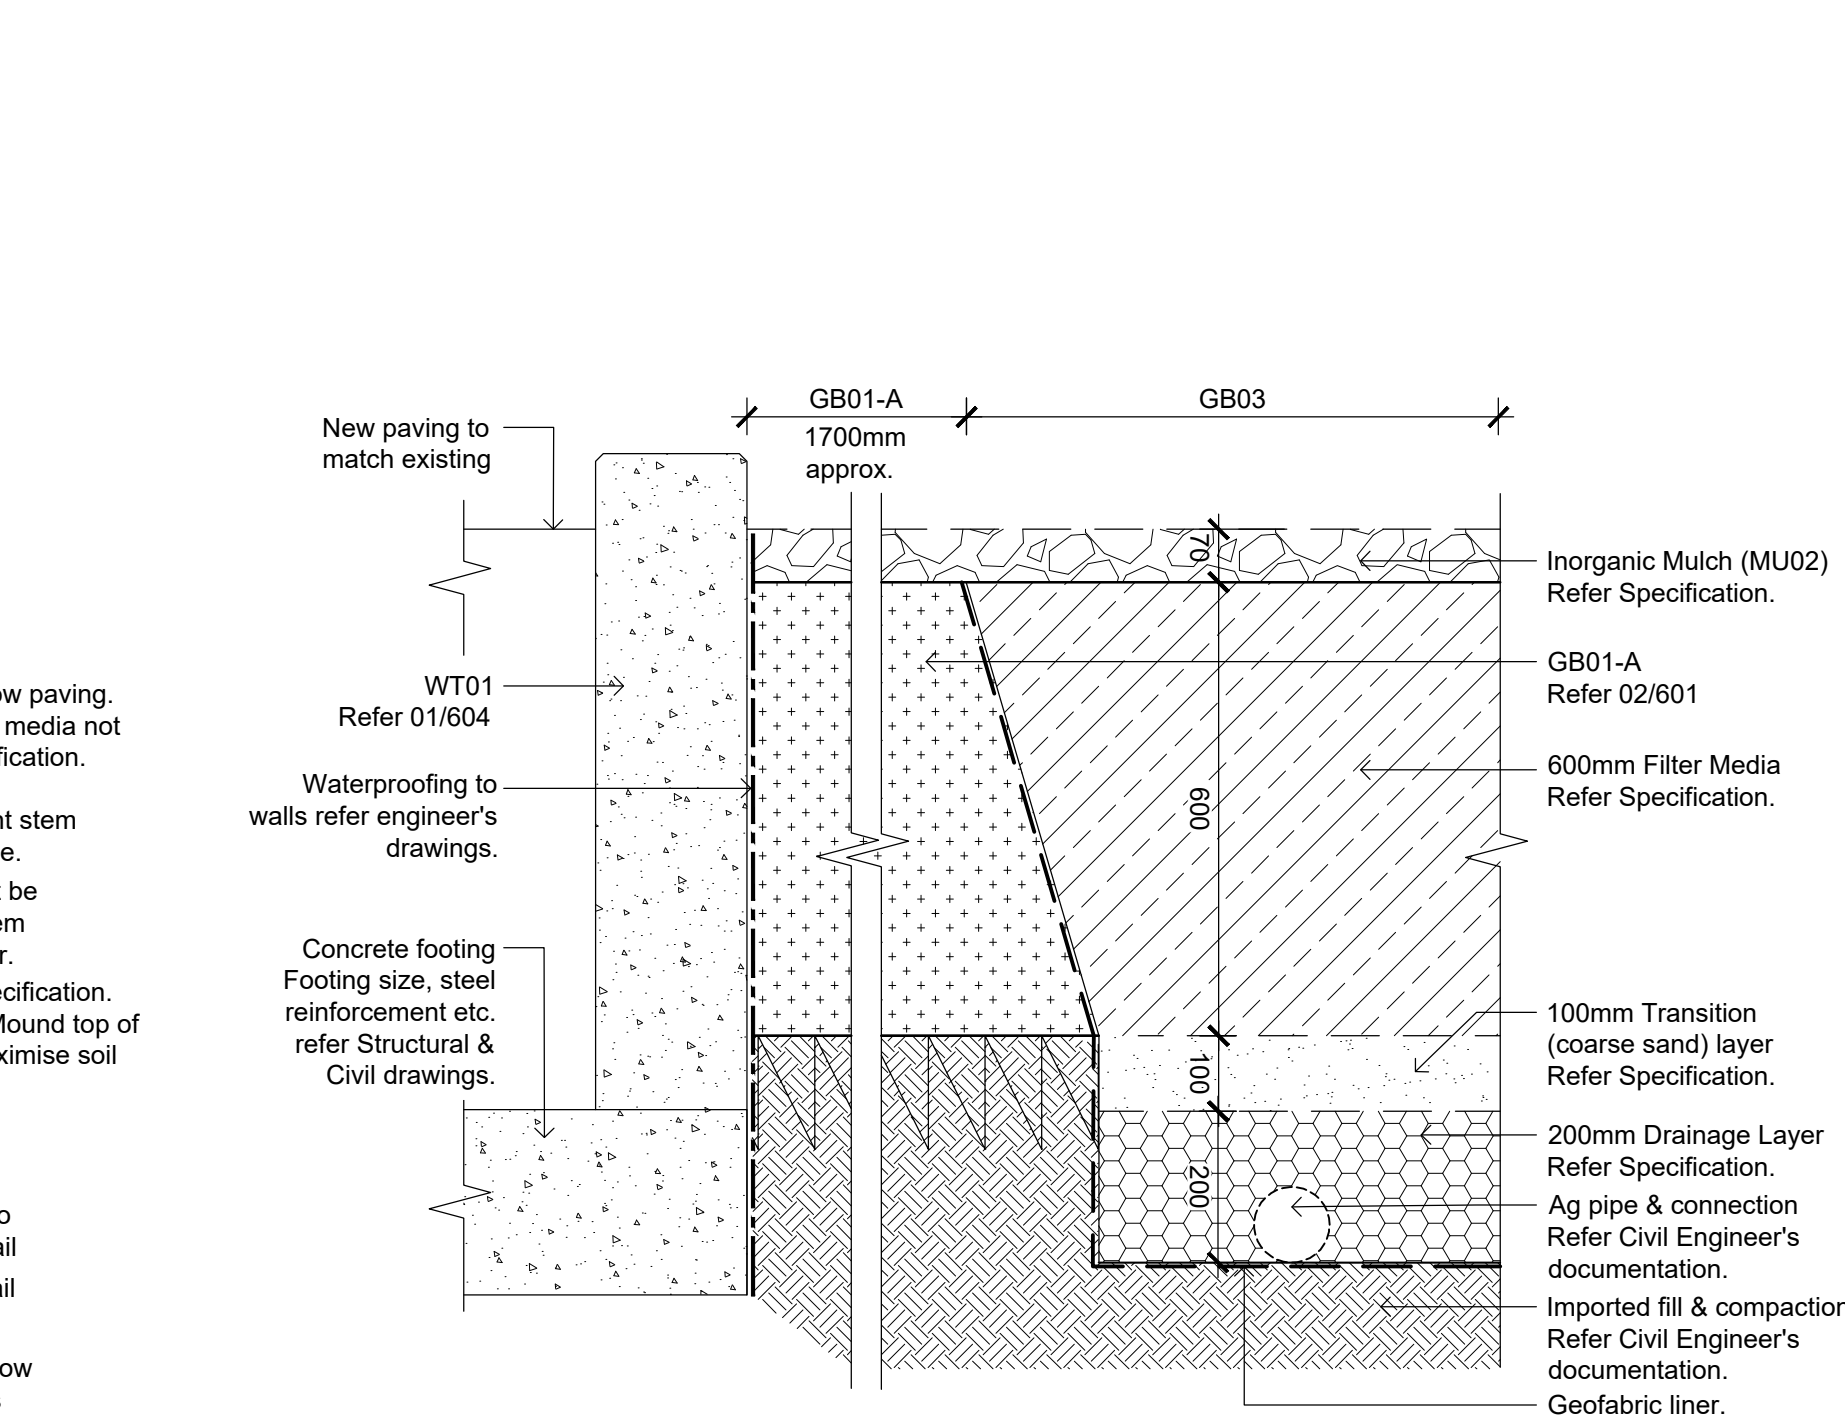 ow paving.
media not
fication.
nt stem
e.
be
em
r.
ecification.
Mound top of
ximise soil
o
ail
ail
ow
New paving to
match existing
WT01
Refer 01/604
Waterproofing to
walls refer engineer's
drawings.
Concrete footing
Footing size, steel
reinforcement etc.
refer Structural &
Civil drawings.
GB01-A
1700mm
approx.
GB03
70
600
100
200
Inorganic Mulch (MU02)
Refer Specification.
GB01-A
Refer 02/601
600mm Filter Media
Refer Specification.
100mm Transition
(coarse sand) layer
Refer Specification.
200mm Drainage Layer
Refer Specification.
Ag pipe & connection
Refer Civil Engineer's
documentation.
Imported fill & compaction
Refer Civil Engineer's
documentation.
Geofabric liner.